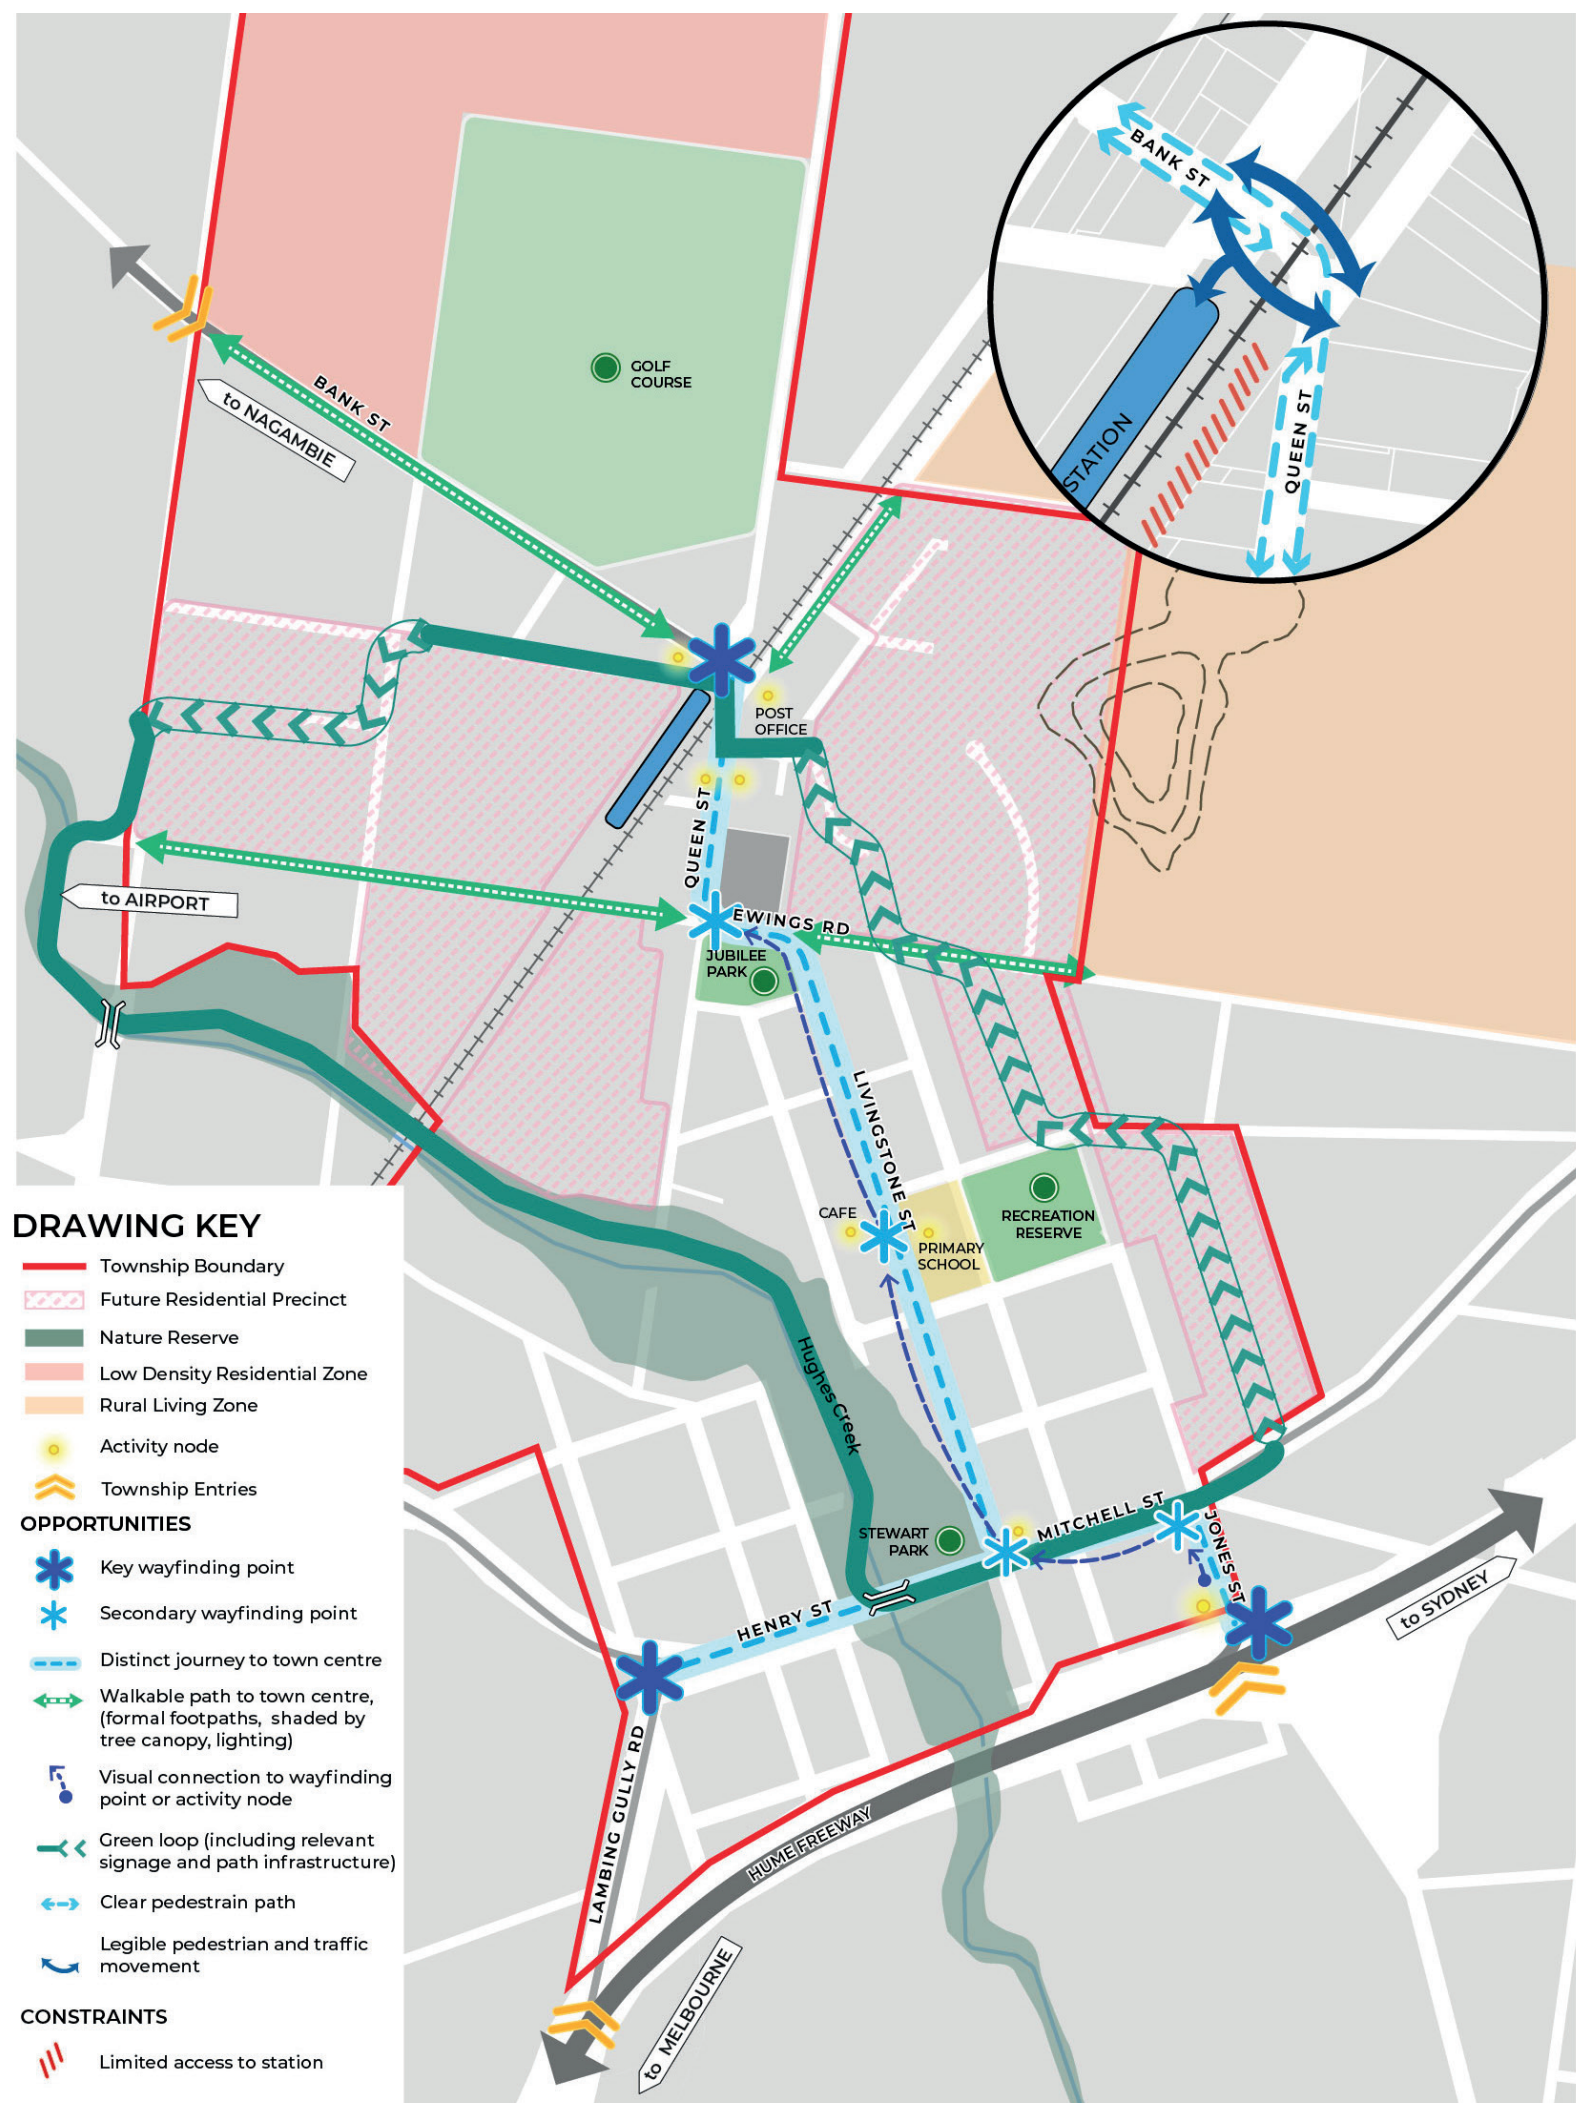 BANK ST
STATION
QUEEN ST
GOLF
COURSE
BANK ST
to NAGAMBIE
POST
OFFICE
QUEEN ST
to AIRPORT
EWINGS RD
JUBILEE
PARK
LIVINGSTONE ST
CAFE
PRIMARY
SCHOOL
RECREATION
RESERVE
Hughes Creek
STEWART
PARK
MITCHELL ST
JONES ST
HENRY ST
to SYDNEY
LAMBING GULLY RD
HUME FREEWAY
to MELBOURNE
DRAWING KEY
Township Boundary
Future Residential Precinct
Nature Reserve
Low Density Residential Zone
Rural Living Zone
Activity node
Township Entries
OPPORTUNITIES
Key wayfinding point
Secondary wayfinding point
Distinct journey to town centre
Walkable path to town centre,
(formal footpaths, shaded by
tree canopy, lighting)
Visual connection to wayfinding
point or activity node
Green loop (including relevant
signage and path infrastructure)
Clear pedestrain path
Legible pedestrian and traffic
movement
CONSTRAINTS
Limited access to station